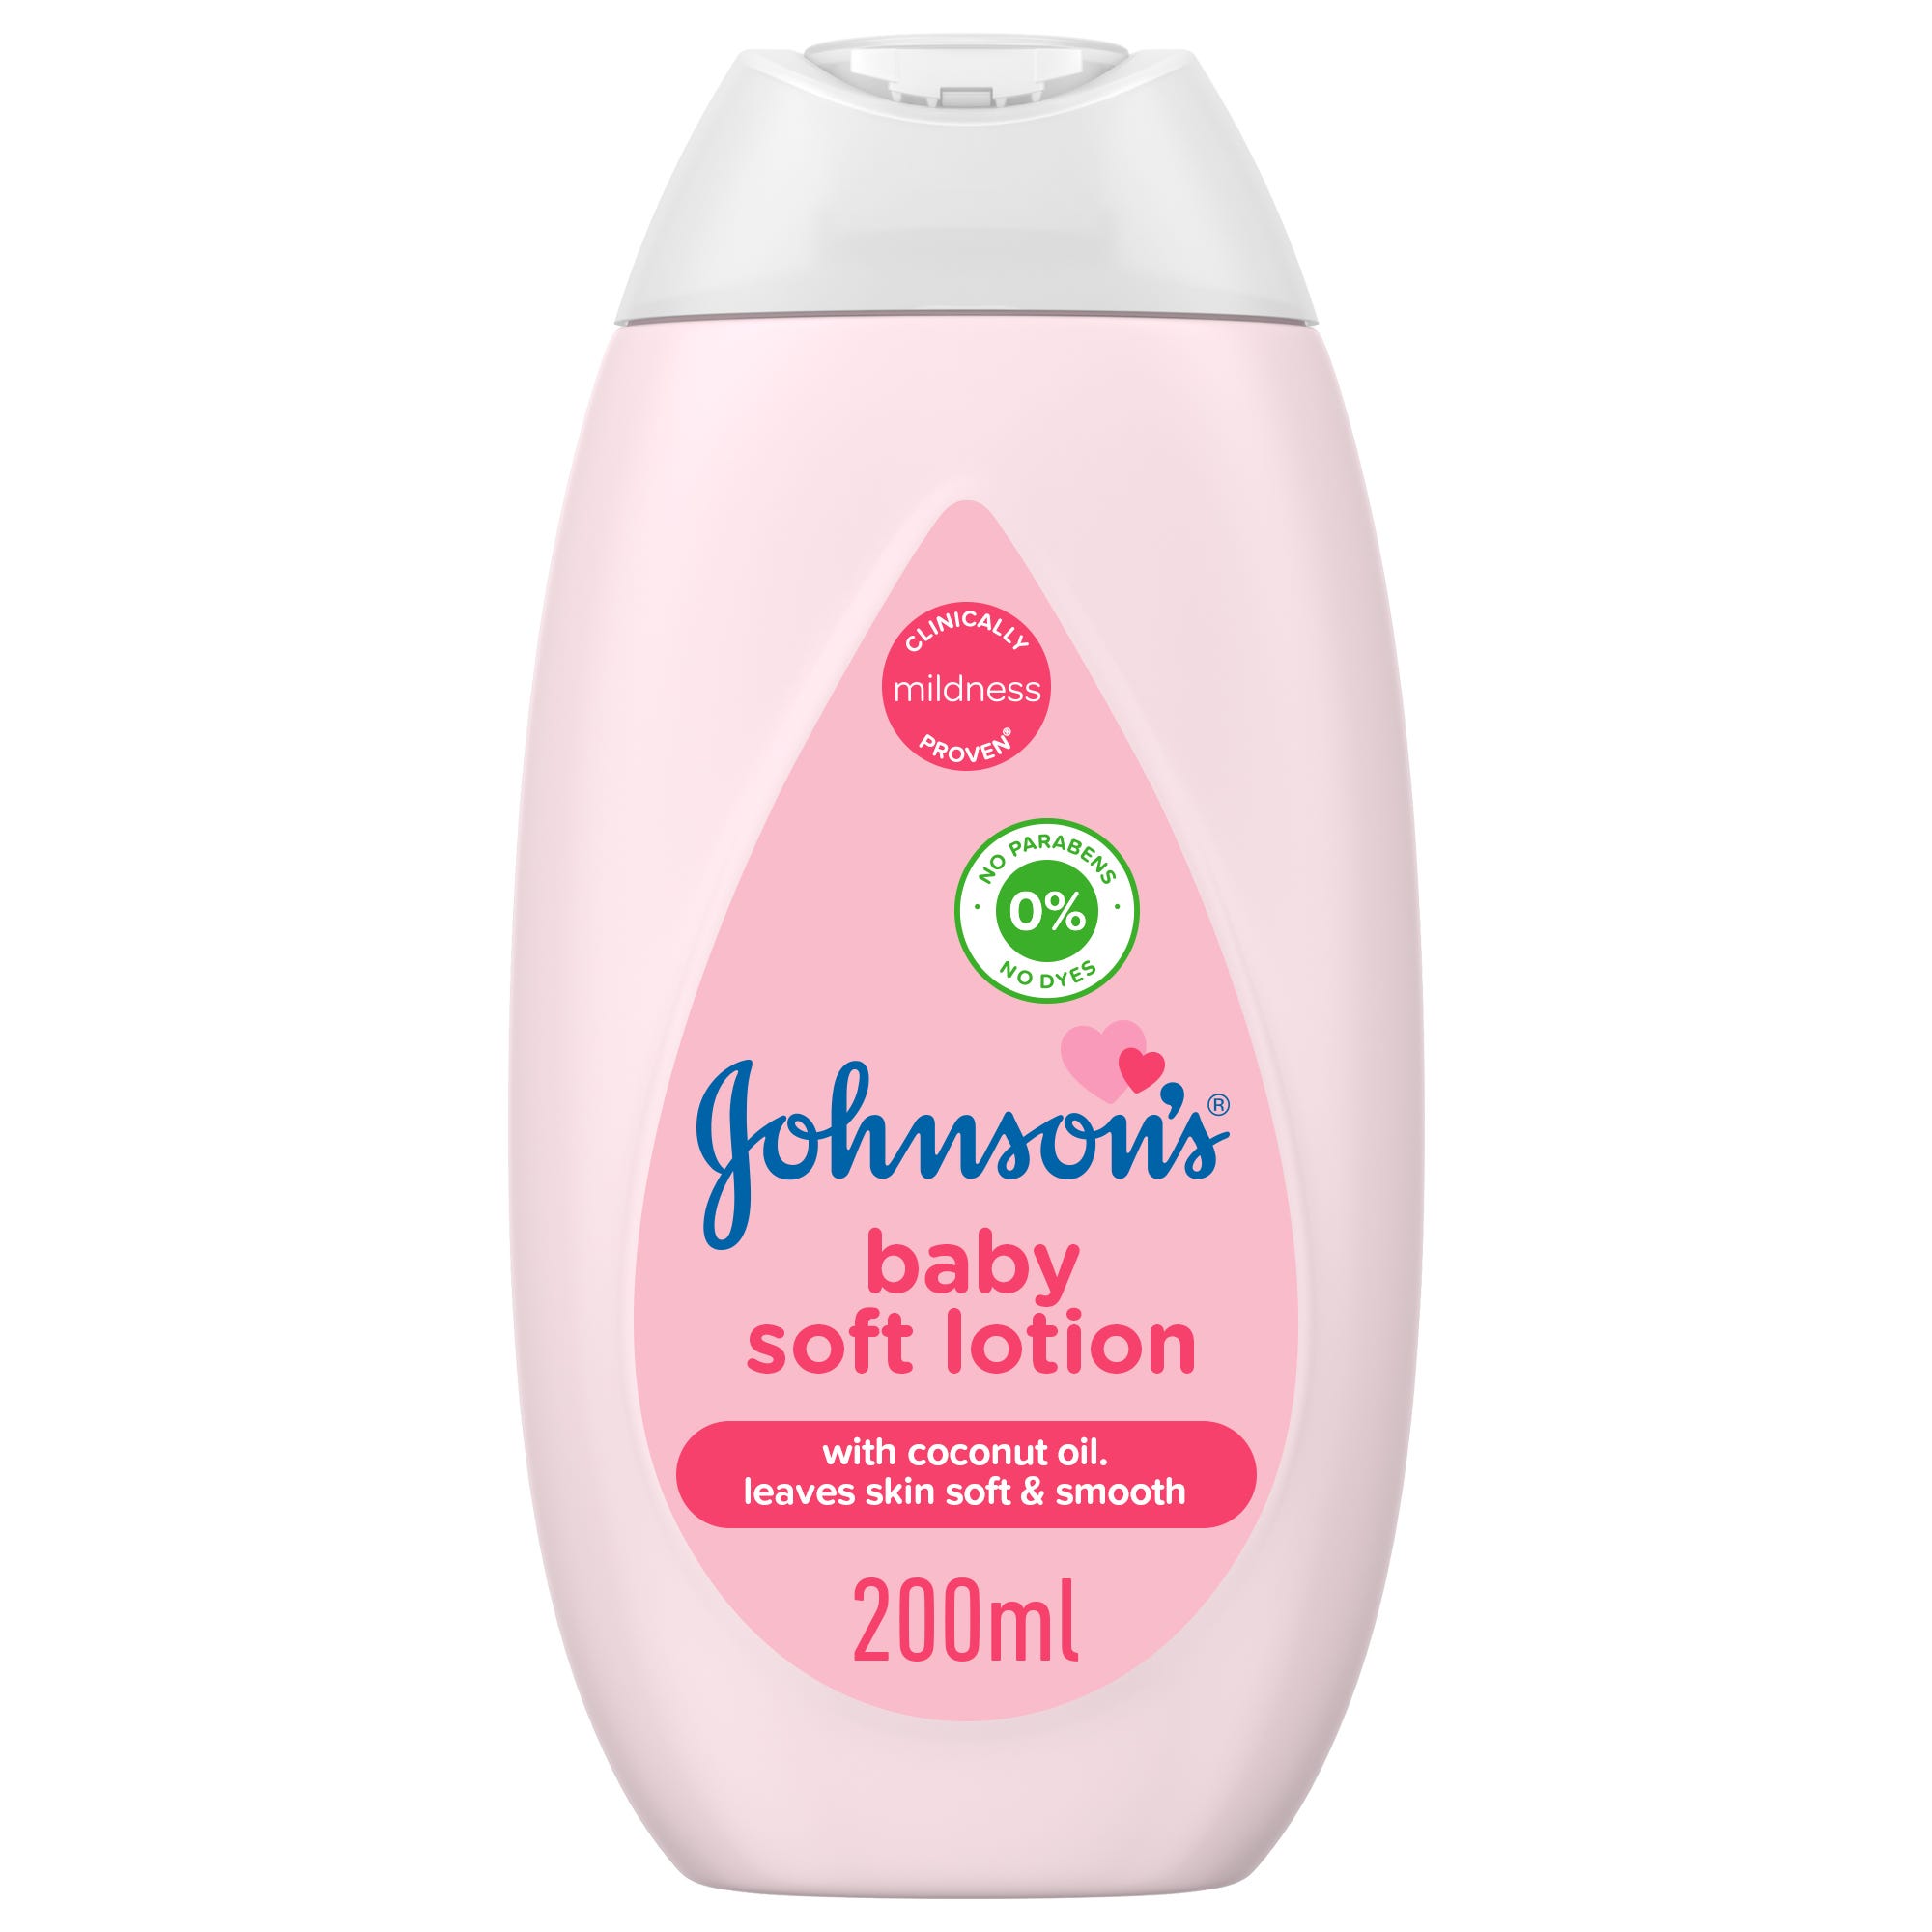 CLINICALLY
mildness
PROVEN®
NO PARABENS
0%
NO DYES
Johnson's®
baby
soft lotion
with coconut oil.
leaves skin soft & smooth
200ml